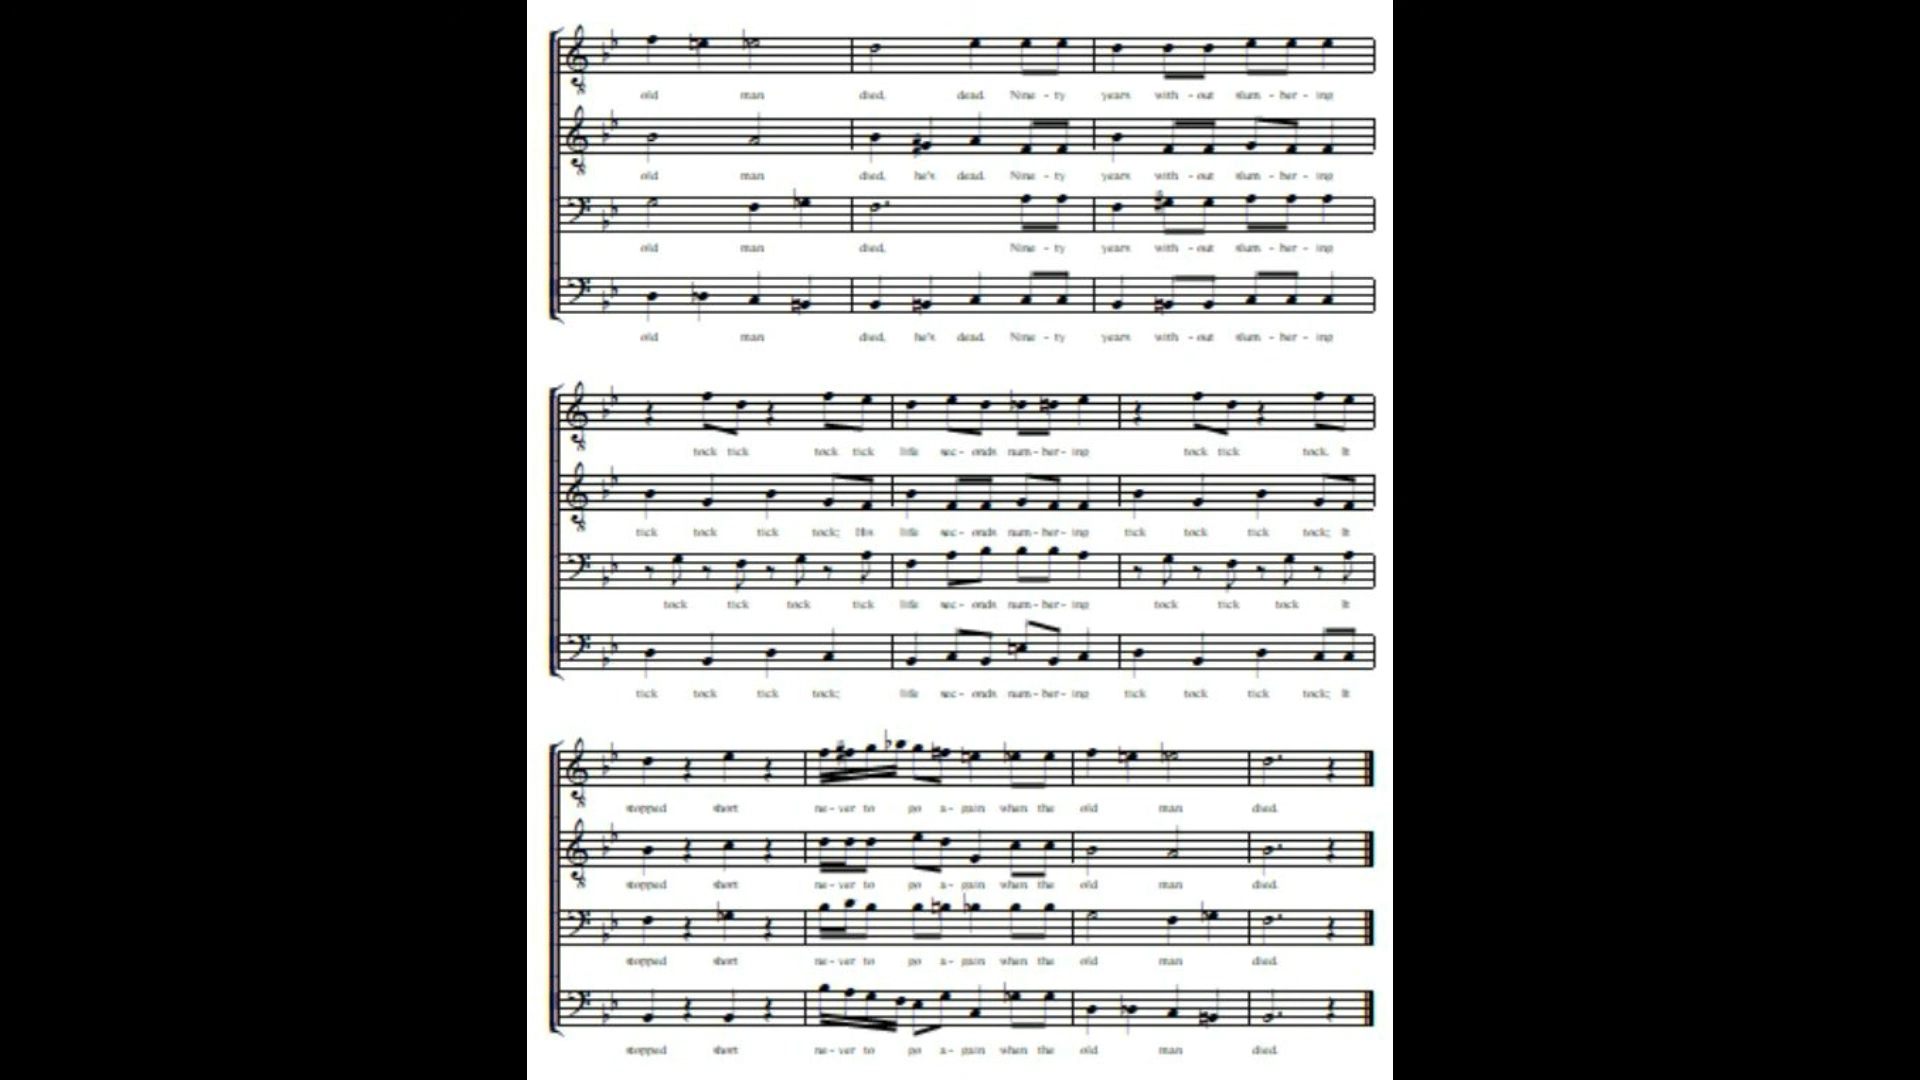 old man died, dead. Nine - ty years with - out slum - ber - ing
old man died, he's dead. Nine - ty years with - out slum - ber - ing
old man died, Nine - ty years with - out slum - ber - ing
old man died, he's dead. Nine - ty years with - out slum - ber - ing
tock tick tock tick life sec - onds num - ber - ing tock tick tock. It
tick tock tick tock; His life sec - onds num - ber - ing tick tock tick tock; It
tock tick tock tick life sec - onds num - ber - ing tock tick tock It
tick tock tick tock; life sec - onds num - ber - ing tick tock tick tock; It
stopped short ne - ver to go a - gain when the old man died.
stopped short ne - ver to go a - gain when the old man died.
stopped short ne - ver to go a - gain when the old man died.
stopped short ne - ver to go a - gain when the old man died.